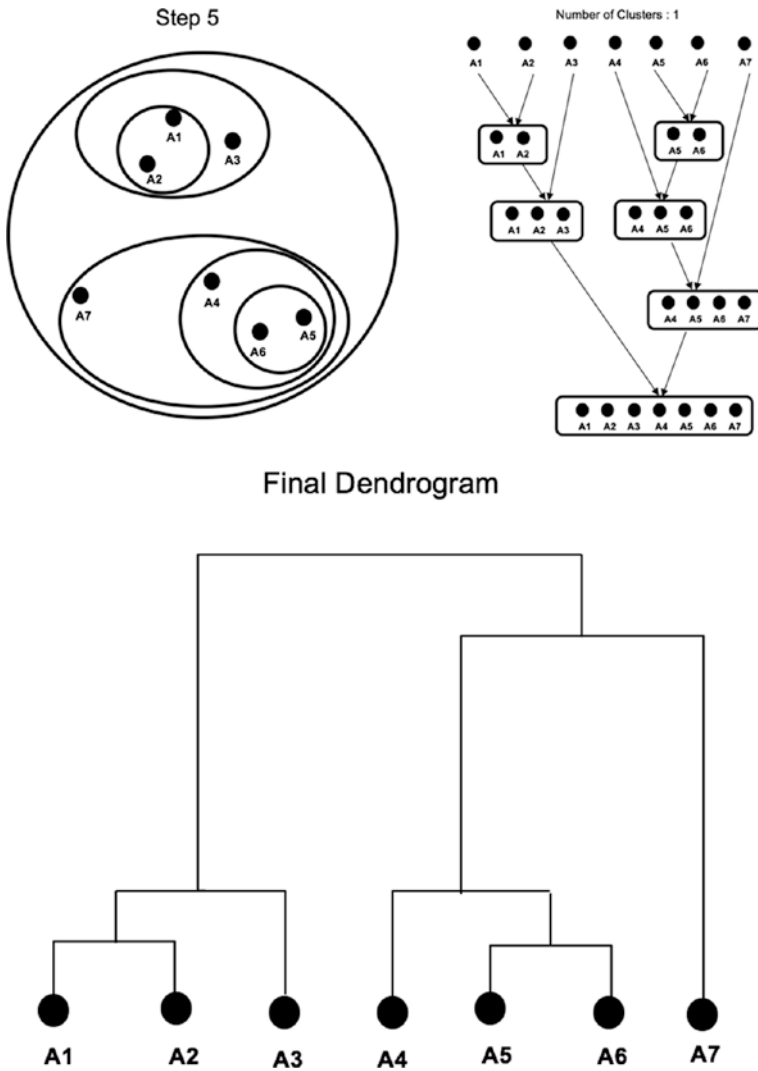 Step 5
A1
A3
A2
A7
A4
A5
A6
Number of Clusters : 1
A1 A2 A3 A4 A5 A6 A7
A1 A2
A5 A6
A1 A2 A3
A4 A5 A6
A4 A5 A6 A7
A1 A2 A3 A4 A5 A6 A7
Final Dendrogram
A1 A2 A3 A4 A5 A6 A7